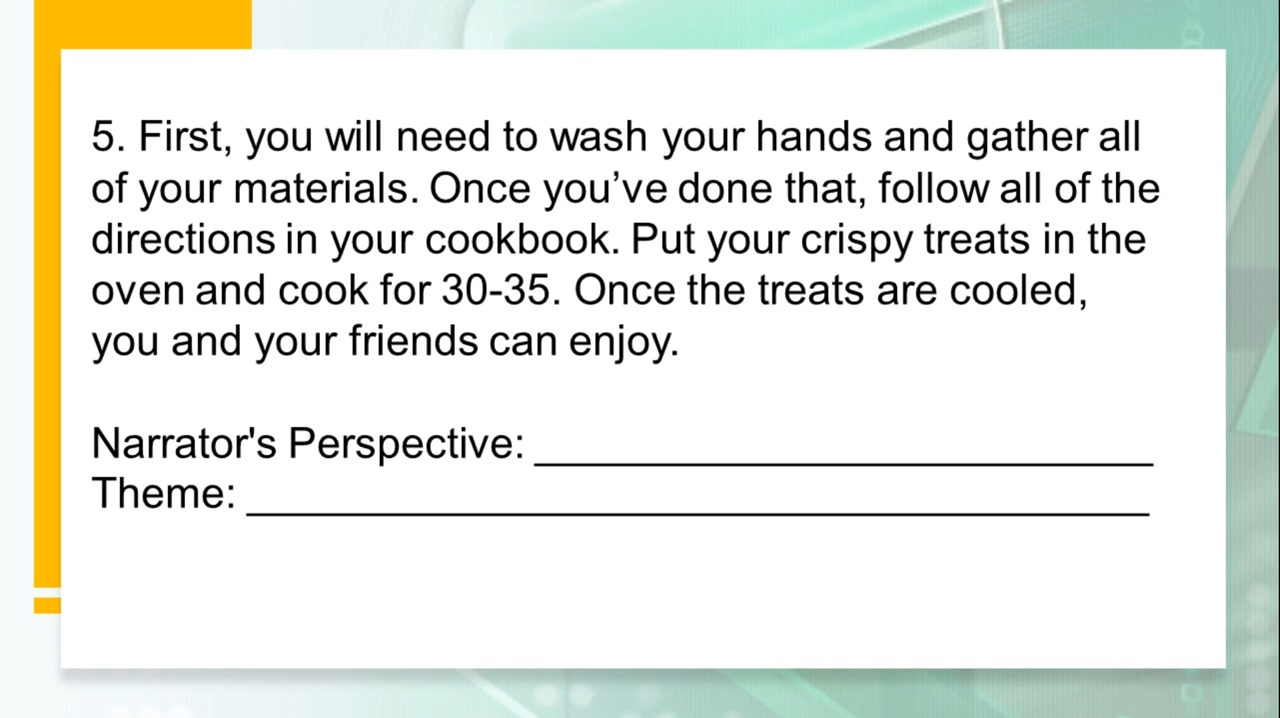 5. First, you will need to wash your hands and gather all
of your materials. Once you’ve done that, follow all of the
directions in your cookbook. Put your crispy treats in the
oven and cook for 30-35. Once the treats are cooled,
you and your friends can enjoy.
Narrator's Perspective: ____________________________
Theme: _________________________________________